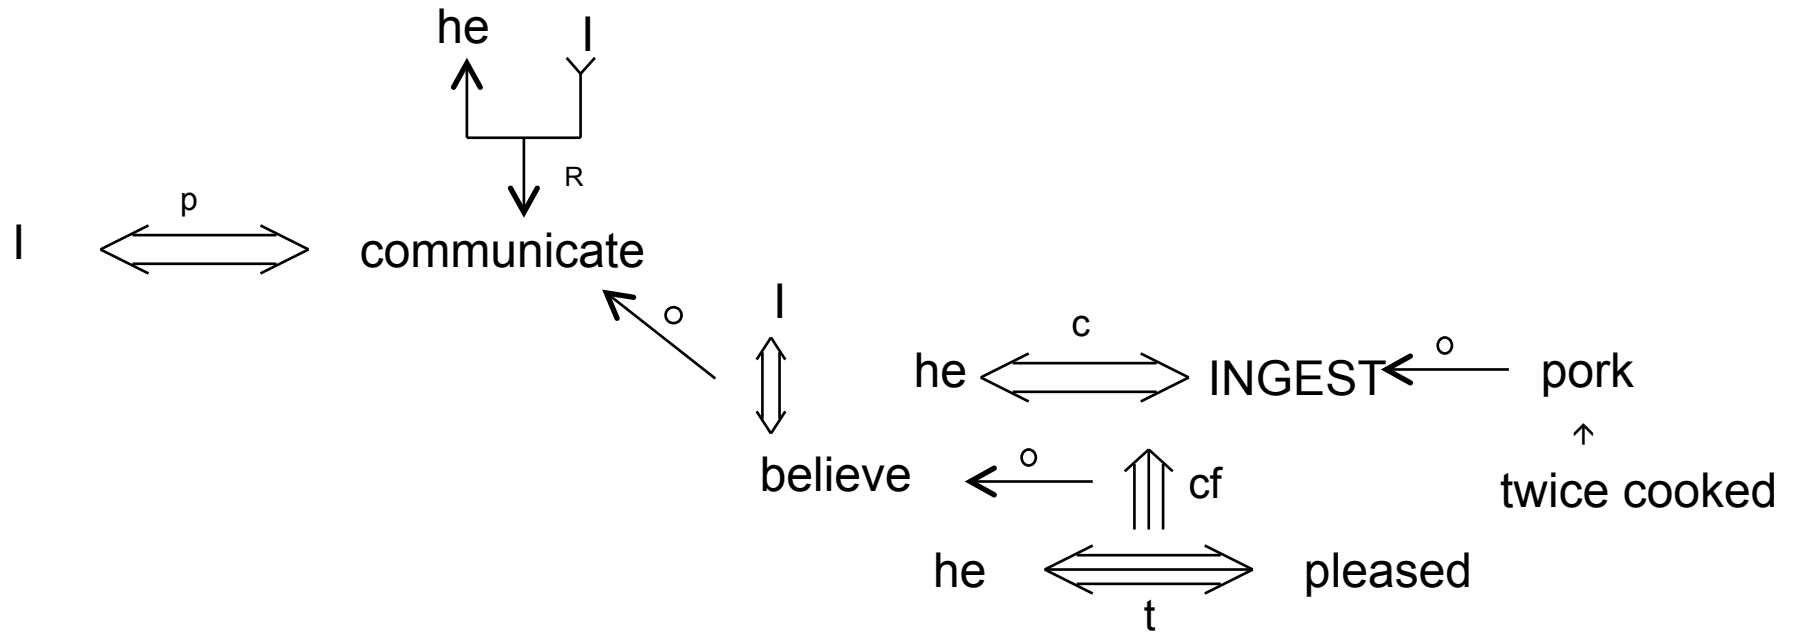 he I
R
p
I communicate
o
I
c
he INGEST o pork
believe o cf twice cooked
he pleased
t